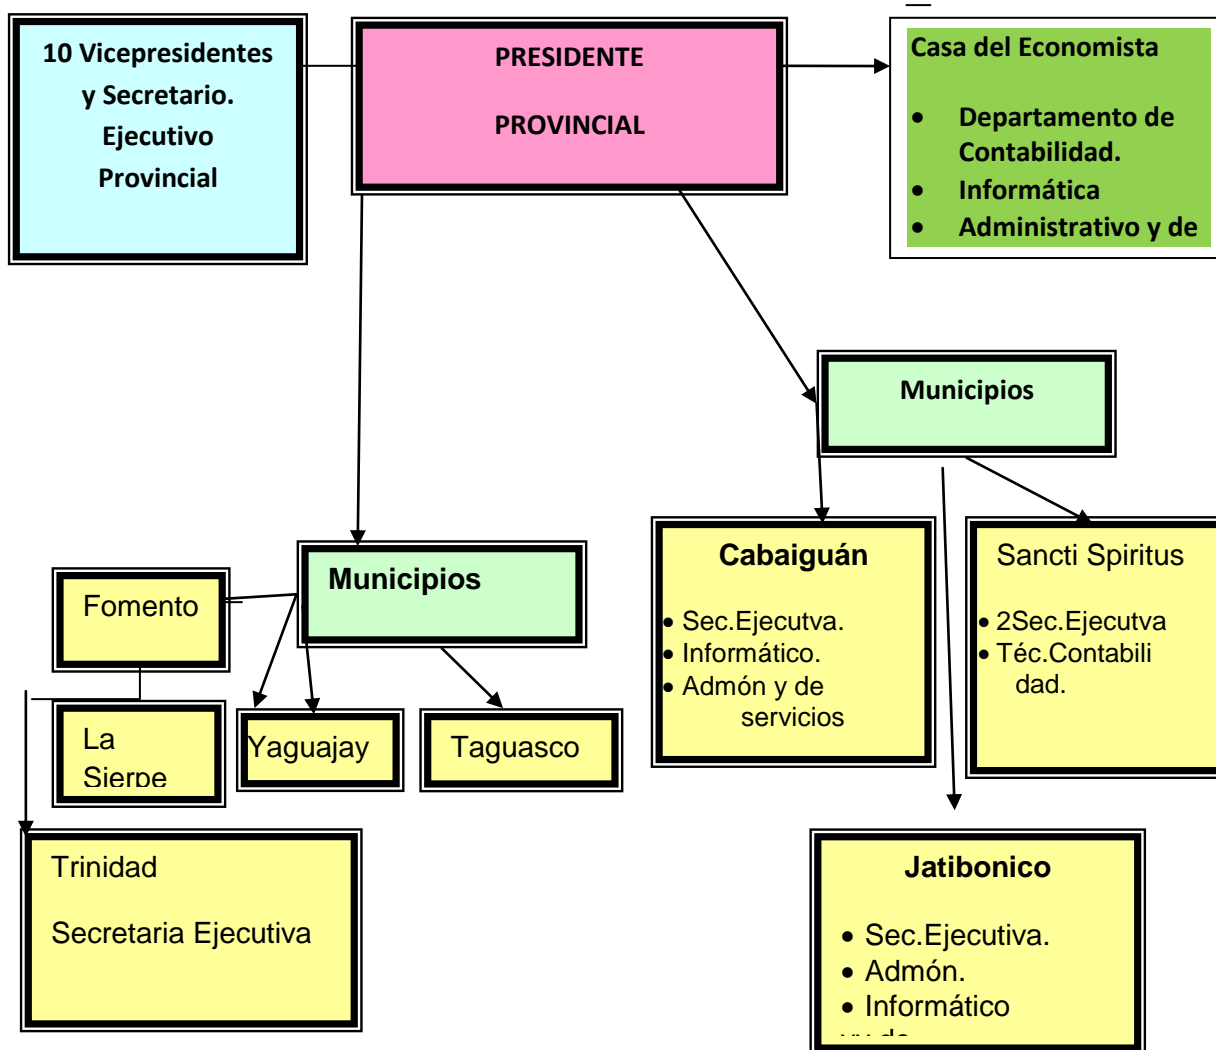 10 Vicepresidentes
y Secretario.
Ejecutivo
Provincial
PRESIDENTE
PROVINCIAL
Casa del Economista
• Departamento de
Contabilidad.
• Informática
• Administrativo y de
Municipios
Cabaiguán
• Sec.Ejecutva.
• Informático.
• Admón y de
servicios
Sancti Spiritus
• 2Sec.Ejecutva
• Téc.Contabili
dad.
Municipios
Fomento
La
Sierpe
Yaguajay
Taguasco
Trinidad
Secretaria Ejecutiva
Jatibonico
• Sec.Ejecutiva.
• Admón.
• Informático